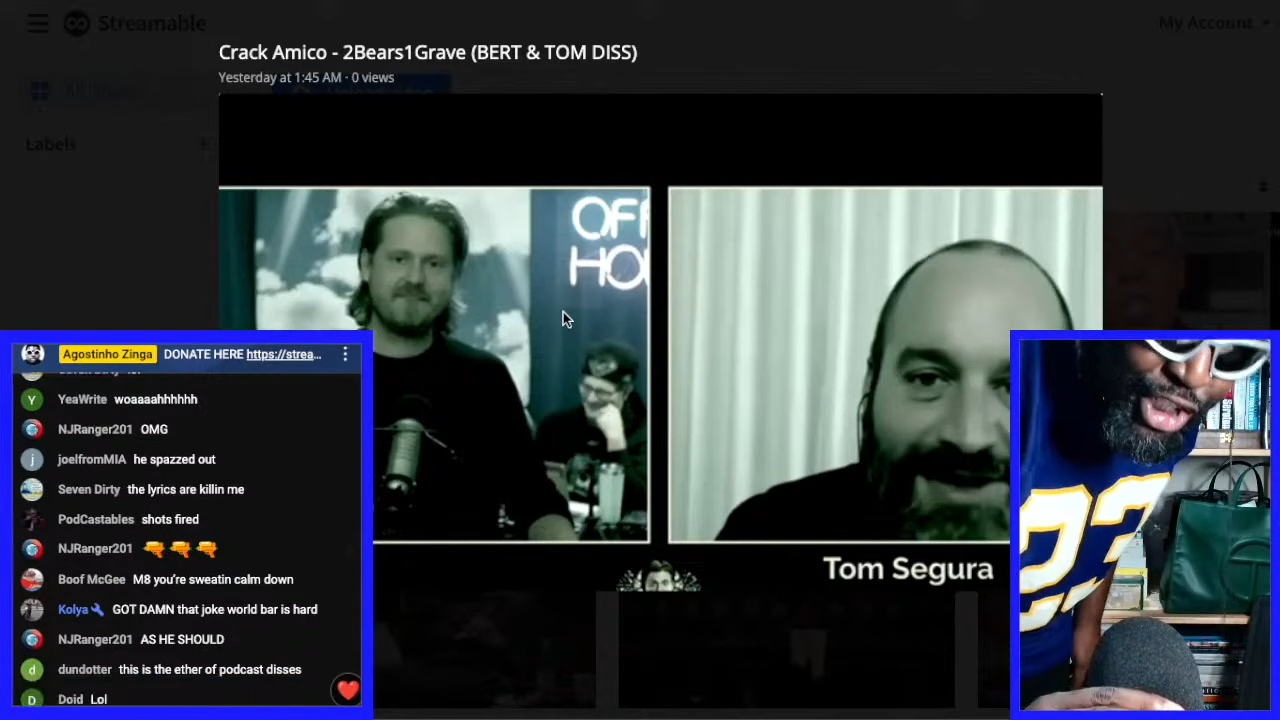 Streamable
My Account
Crack Amico - 2Bears1Grave (BERT & TOM DISS)
Yesterday at 1:45 AM · 0 views
Labels
OFF
HOU
Tom Segura
Agostinho Zinga DONATE HERE https://strea...
YeaWrite woaaaahhhhhh
NJRanger201 OMG
joelfromMIA he spazzed out
Seven Dirty the lyrics are killin me
PodCastables shots fired
NJRanger201
Boof McGee M8 you're sweatin calm down
Kolya GOT DAMN that joke world bar is hard
NJRanger201 AS HE SHOULD
dundotter this is the ether of podcast disses
Doid Lol
23